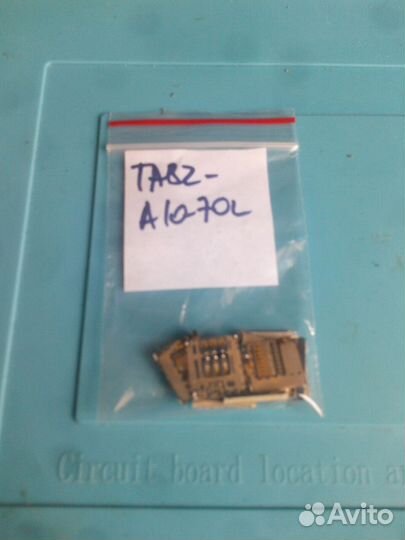 TAB2-
A10-70L
Circuit board location a
Avito